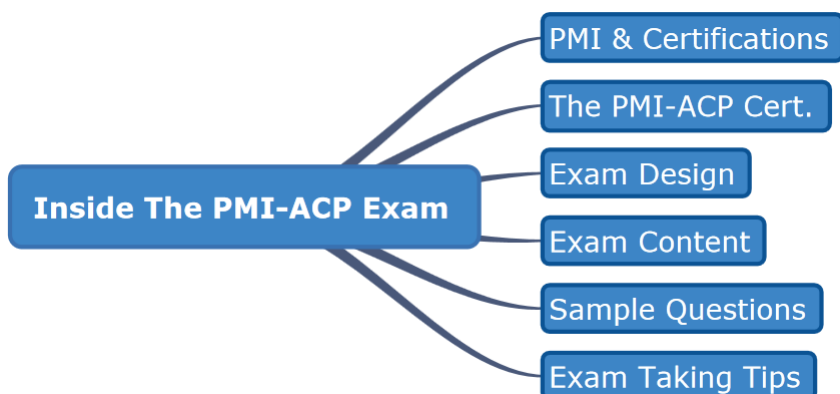 Inside The PMI-ACP Exam
PMI & Certifications
The PMI-ACP Cert.
Exam Design
Exam Content
Sample Questions
Exam Taking Tips